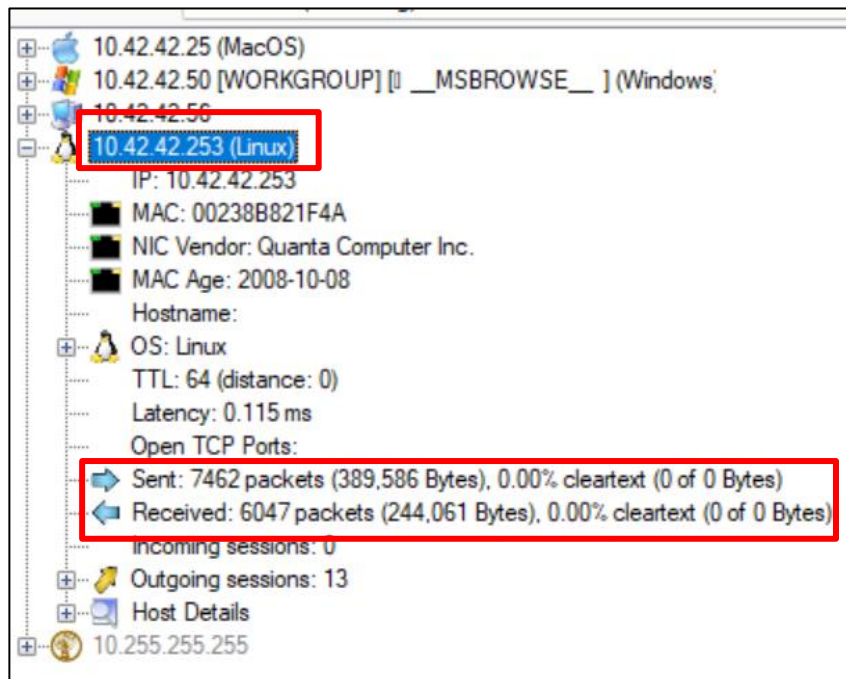 10.42.42.25 (MacOS)
10.42.42.50 [WORKGROUP] [▯ __MSBROWSE__ ] (Windows
10.42.42.56
10.42.42.253 (Linux)
IP: 10.42.42.253
MAC: 00238B821F4A
NIC Vendor: Quanta Computer Inc.
MAC Age: 2008-10-08
Hostname:
OS: Linux
TTL: 64 (distance: 0)
Latency: 0.115 ms
Open TCP Ports:
Sent: 7462 packets (389,586 Bytes), 0.00% cleartext (0 of 0 Bytes)
Received: 6047 packets (244,061 Bytes), 0.00% cleartext (0 of 0 Bytes)
Incoming sessions: 0
Outgoing sessions: 13
Host Details
10.255.255.255